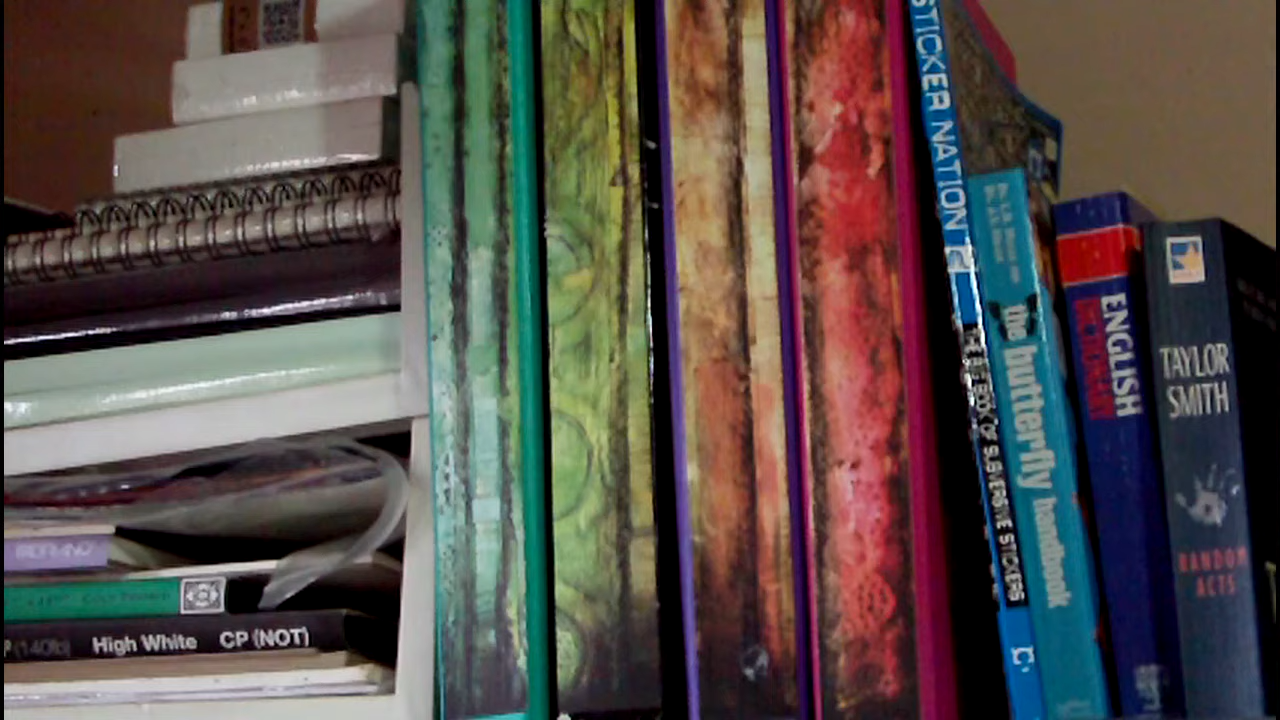 High White CP (NOT)
STICKER NATION
THE BIG BOOK OF SUBVERSIVE STICKERS
the butterfly handbook
ENGLISH
DICTIONARY
TAYLOR
SMITH
RANDOM
ACTS